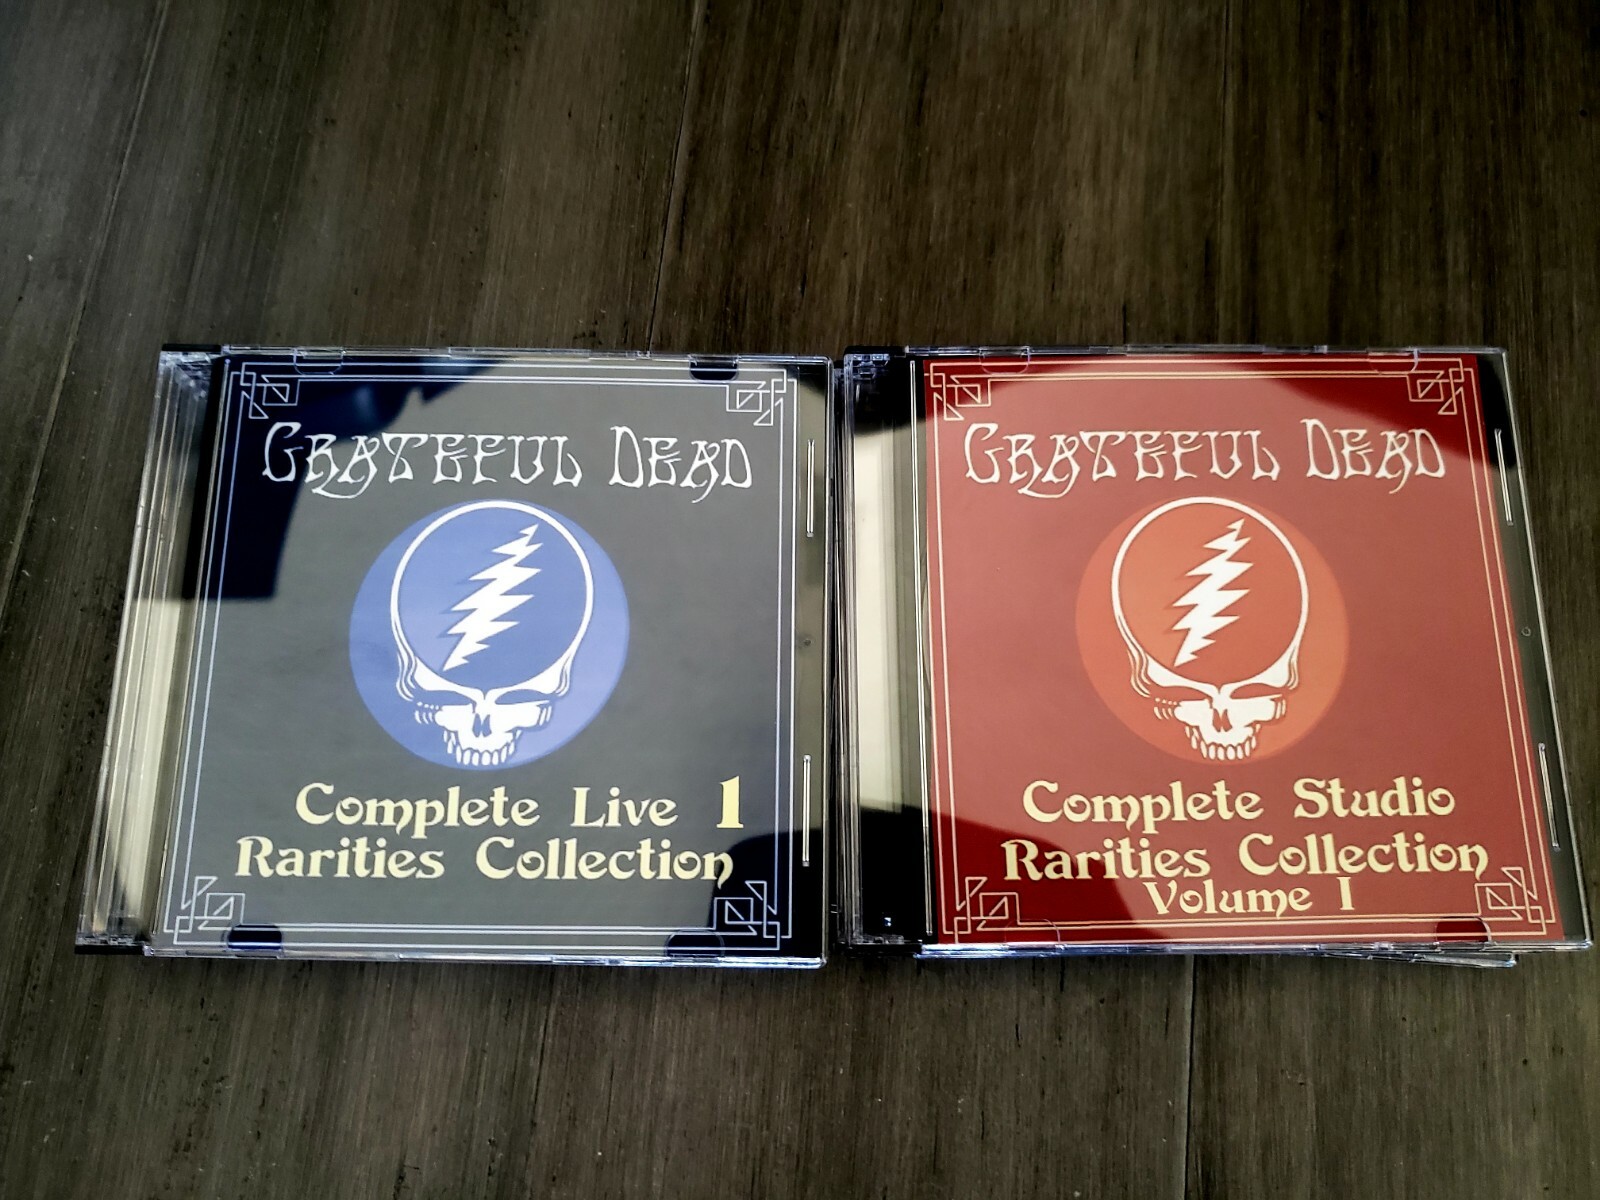 GRATEFUL DEAD
Complete Live 1
Rarities Collection
GRATEFUL DEAD
Complete Studio
Rarities Collection
Volume I